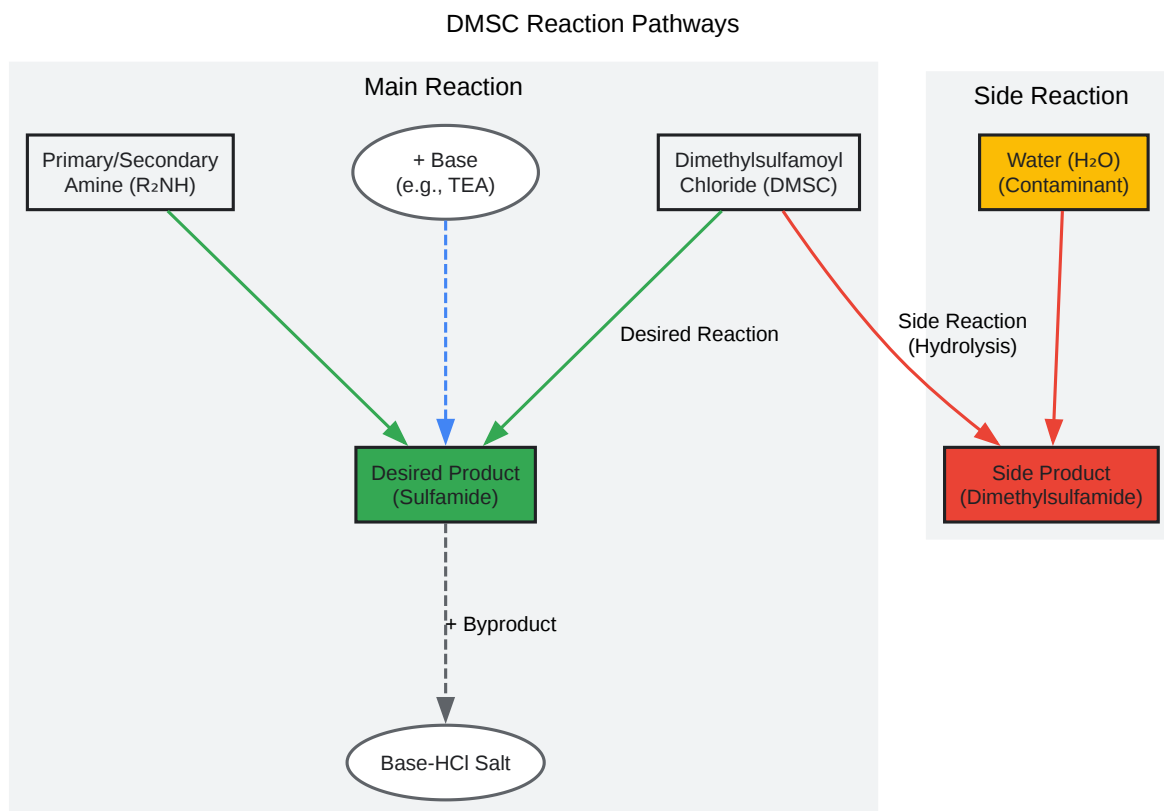 DMSC Reaction Pathways
Main Reaction
Side Reaction
Primary/Secondary
Amine (R₂NH)
+ Base
(e.g., TEA)
Dimethylsulfamoyl
Chloride (DMSC)
Water (H₂O)
(Contaminant)
Desired Reaction
Side Reaction
(Hydrolysis)
Desired Product
(Sulfamide)
Side Product
(Dimethylsulfamide)
+ Byproduct
Base-HCl Salt